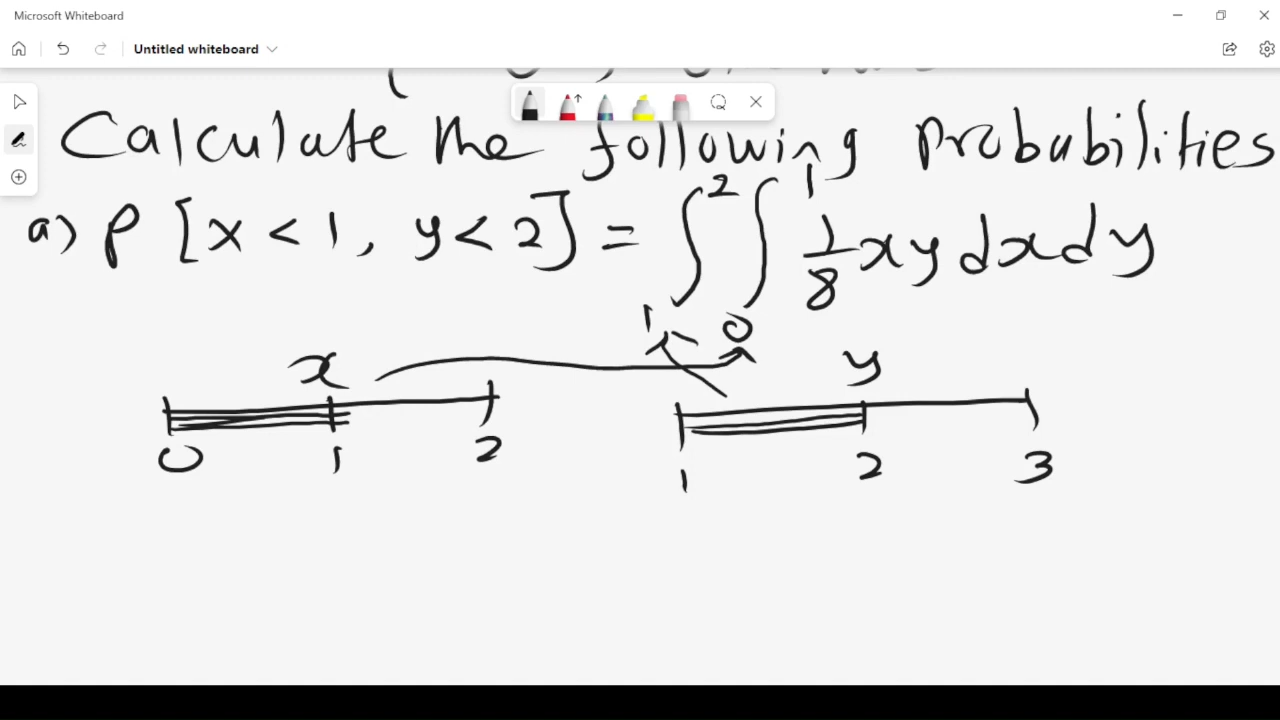 Microsoft Whiteboard
Untitled whiteboard
Calculate the following probabilities
a) P [x < 1, y < 2] = ∫₁² ∫₀¹ 1/8 xy dx dy
x y
0 1 2 1 2 3